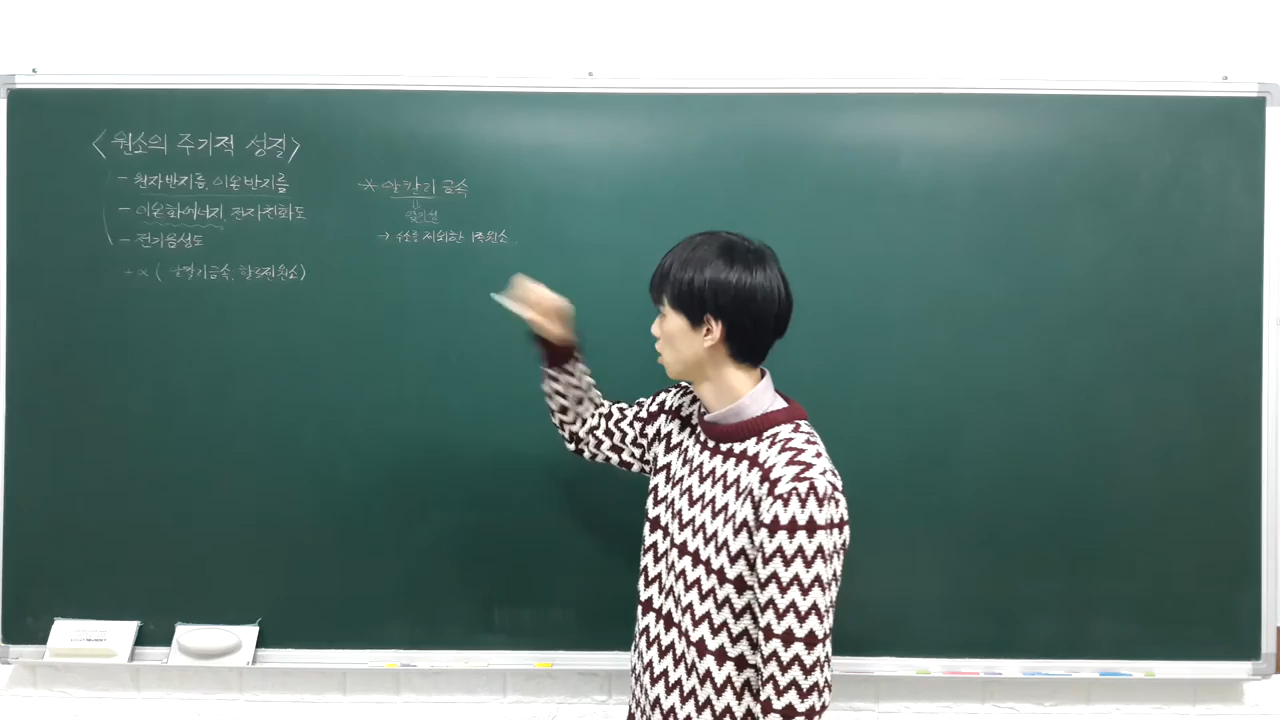 <원소의 주기적 성질>
- 원자 반지름, 이온 반지름
- 이온화 에너지, 전자 친화도
- 전기 음성도
+ α ( 알칼리 금속, 할로젠 원소)
* 알칼리 금속
→ 수소를 제외한 1족 원소.